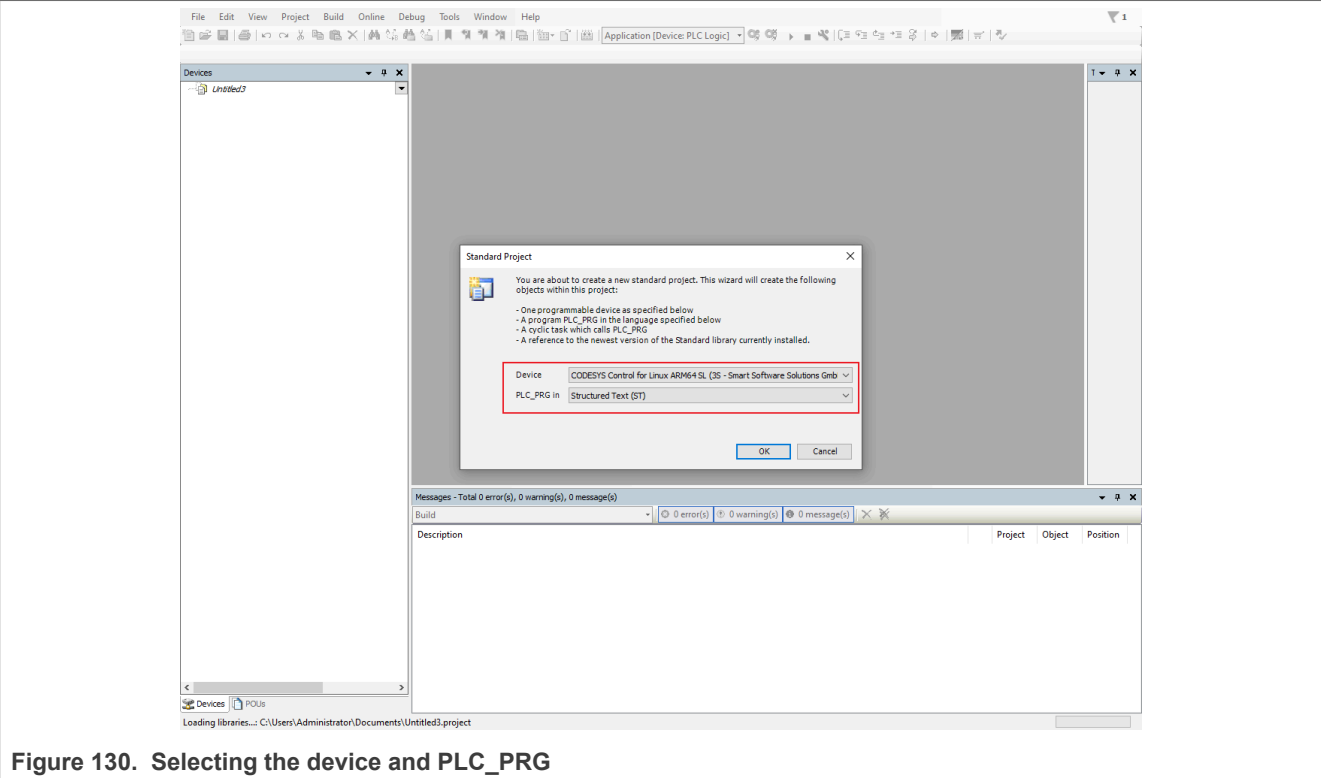 File Edit View Project Build Online Debug Tools Window Help
1
Application [Device: PLC Logic]
Devices
Untitled3
Standard Project
You are about to create a new standard project. This wizard will create the following
objects within this project:
- One programmable device as specified below
- A program PLC_PRG in the language specified below
- A cyclic task which calls PLC_PRG
- A reference to the newest version of the Standard library currently installed.
Device CODESYS Control for Linux ARM64 SL (3S - Smart Software Solutions Gmb
PLC_PRG in Structured Text (ST)
OK Cancel
Messages - Total 0 error(s), 0 warning(s), 0 message(s)
Build 0 error(s) 0 warning(s) 0 message(s)
Description Project Object Position
Devices POUs
Loading libraries...: C:\Users\Administrator\Documents\Untitled3.project
Figure 130. Selecting the device and PLC_PRG